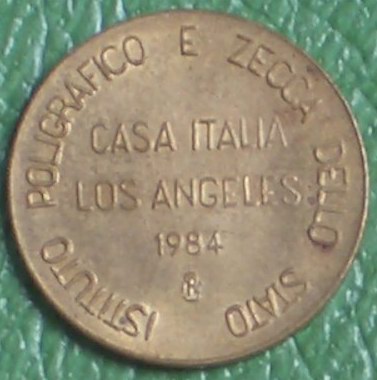 ISTITUTO POLIGRAFICO E ZECCA DELLO STATO
CASA ITALIA
LOS ANGELES
1984
R